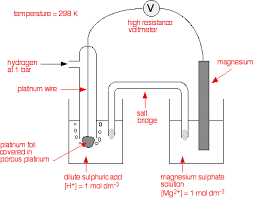 temperature = 298 K
V
high resistance
voltmeter
hydrogen
at 1 bar
magnesium
platinum wire
salt
bridge
platinum foil
covered in
porous platinum
dilute sulphuric acid
[H⁺] = 1 mol dm⁻³
magnesium sulphate
solution
[Mg²⁺] = 1 mol dm⁻³